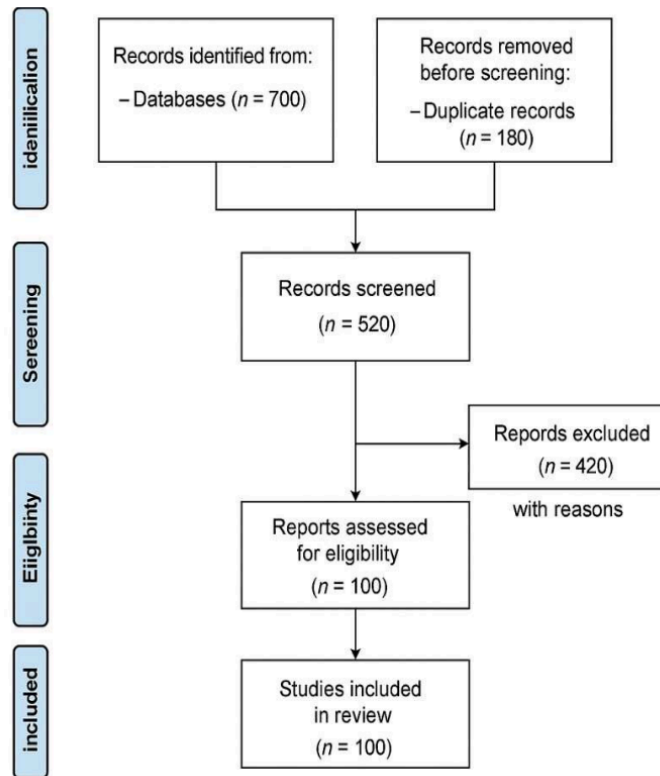 ideniilicalion
Records identified from:
– Databases (n = 700)
Records removed
before screening:
– Duplicate records
(n = 180)
Sereening
Records screened
(n = 520)
Repords excluded
(n = 420)
with reasons
Eiiglbinty
Reports assessed
for eligibility
(n = 100)
included
Studies included
in review
(n = 100)